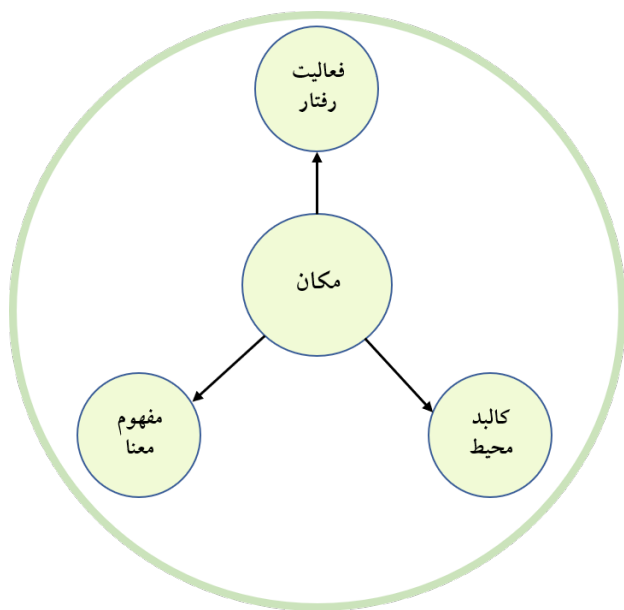 فعالیت
رفتار
مکان
کالبد
محیط
مفهوم
معنا